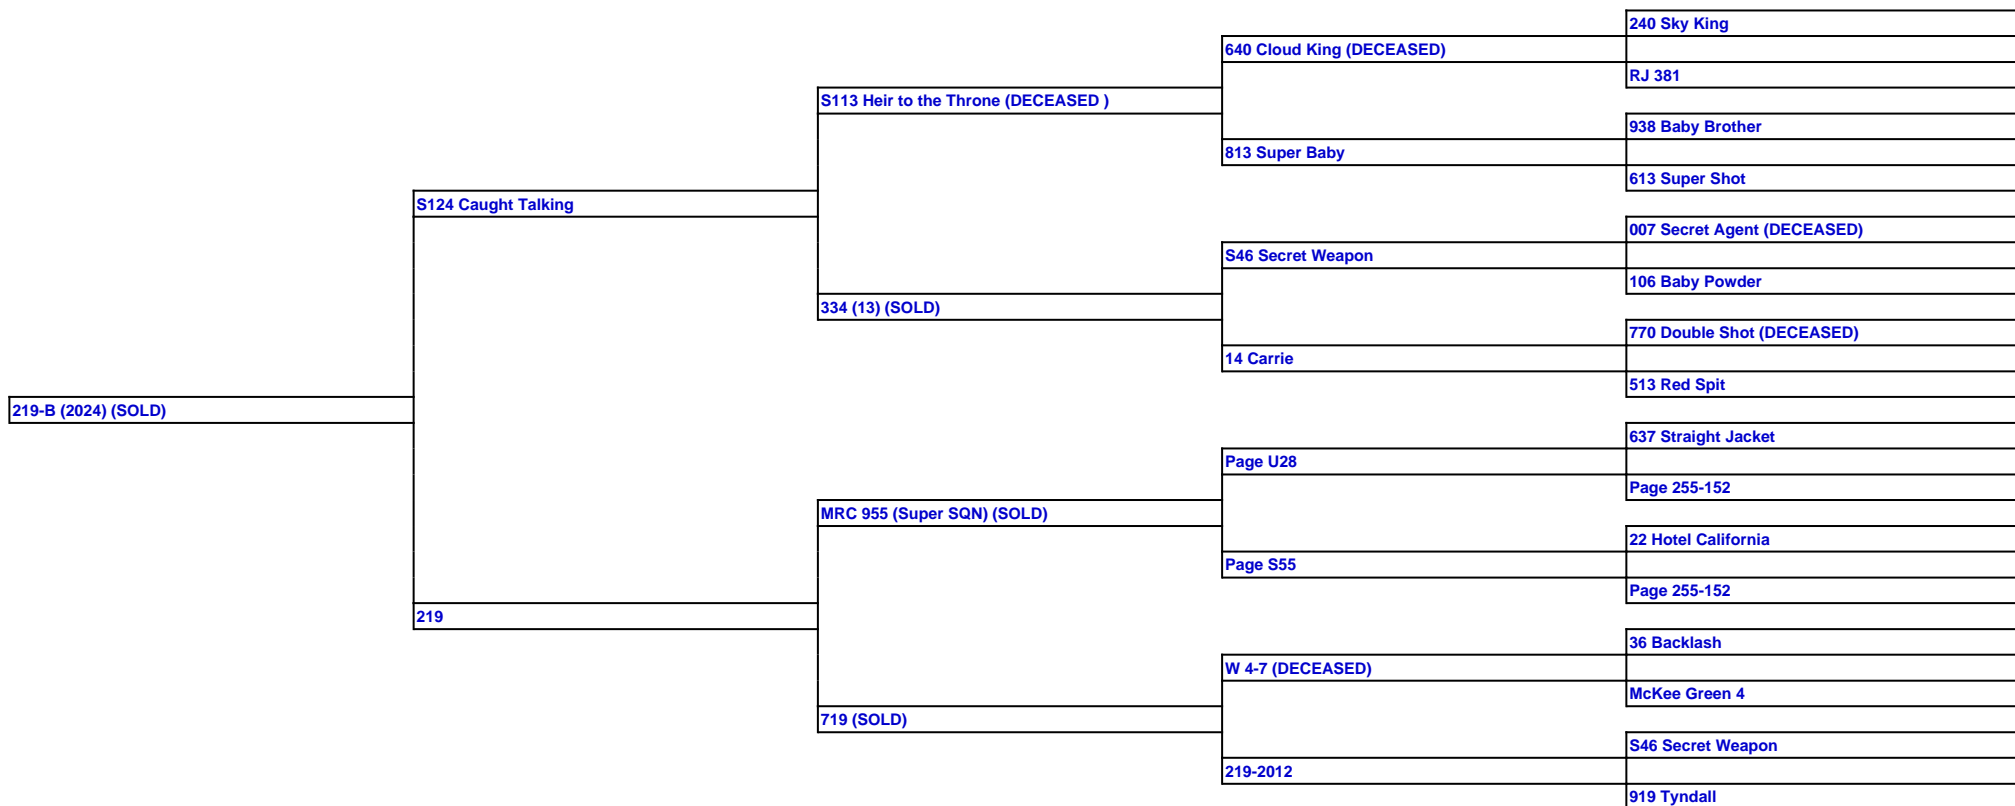 240 Sky King
640 Cloud King (DECEASED)
RJ 381
S113 Heir to the Throne (DECEASED )
938 Baby Brother
813 Super Baby
613 Super Shot
S124 Caught Talking
007 Secret Agent (DECEASED)
S46 Secret Weapon
106 Baby Powder
334 (13) (SOLD)
770 Double Shot (DECEASED)
14 Carrie
513 Red Spit
219-B (2024) (SOLD)
637 Straight Jacket
Page U28
Page 255-152
MRC 955 (Super SQN) (SOLD)
22 Hotel California
Page S55
Page 255-152
219
36 Backlash
W 4-7 (DECEASED)
McKee Green 4
719 (SOLD)
S46 Secret Weapon
219-2012
919 Tyndall